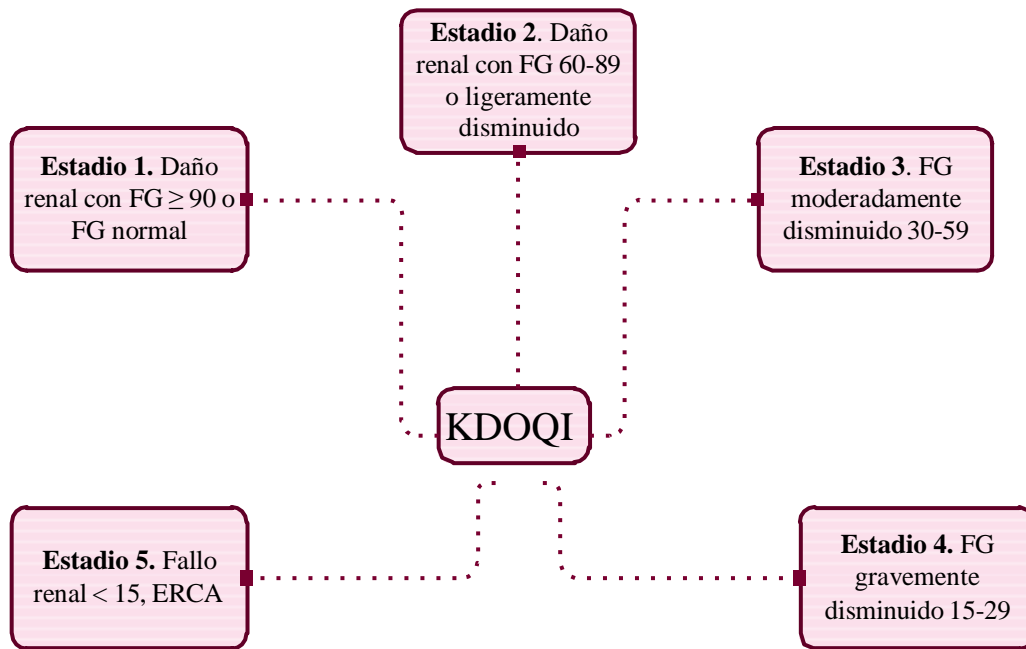 Estadio 2. Daño
renal con FG 60-89
o ligeramente
disminuido
Estadio 1. Daño
renal con FG ≥ 90 o
FG normal
Estadio 3. FG
moderadamente
disminuido 30-59
KDOQI
Estadio 5. Fallo
renal < 15, ERCA
Estadio 4. FG
gravemente
disminuido 15-29